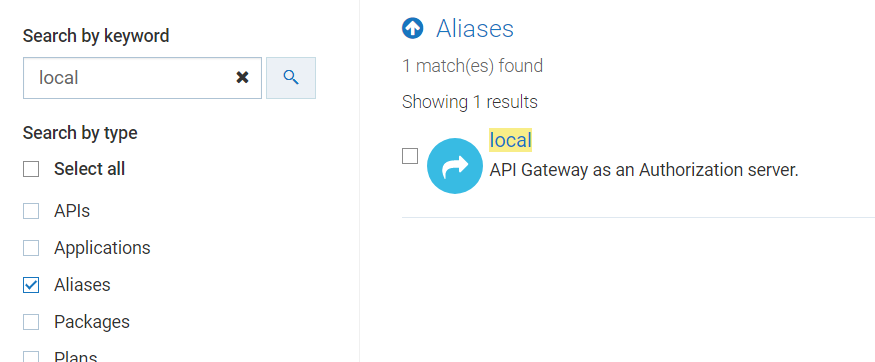 Search by keyword
local
Search by type
Select all
APIs
Applications
Aliases
Packages
Plans
Aliases
1 match(es) found
Showing 1 results
local
API Gateway as an Authorization server.